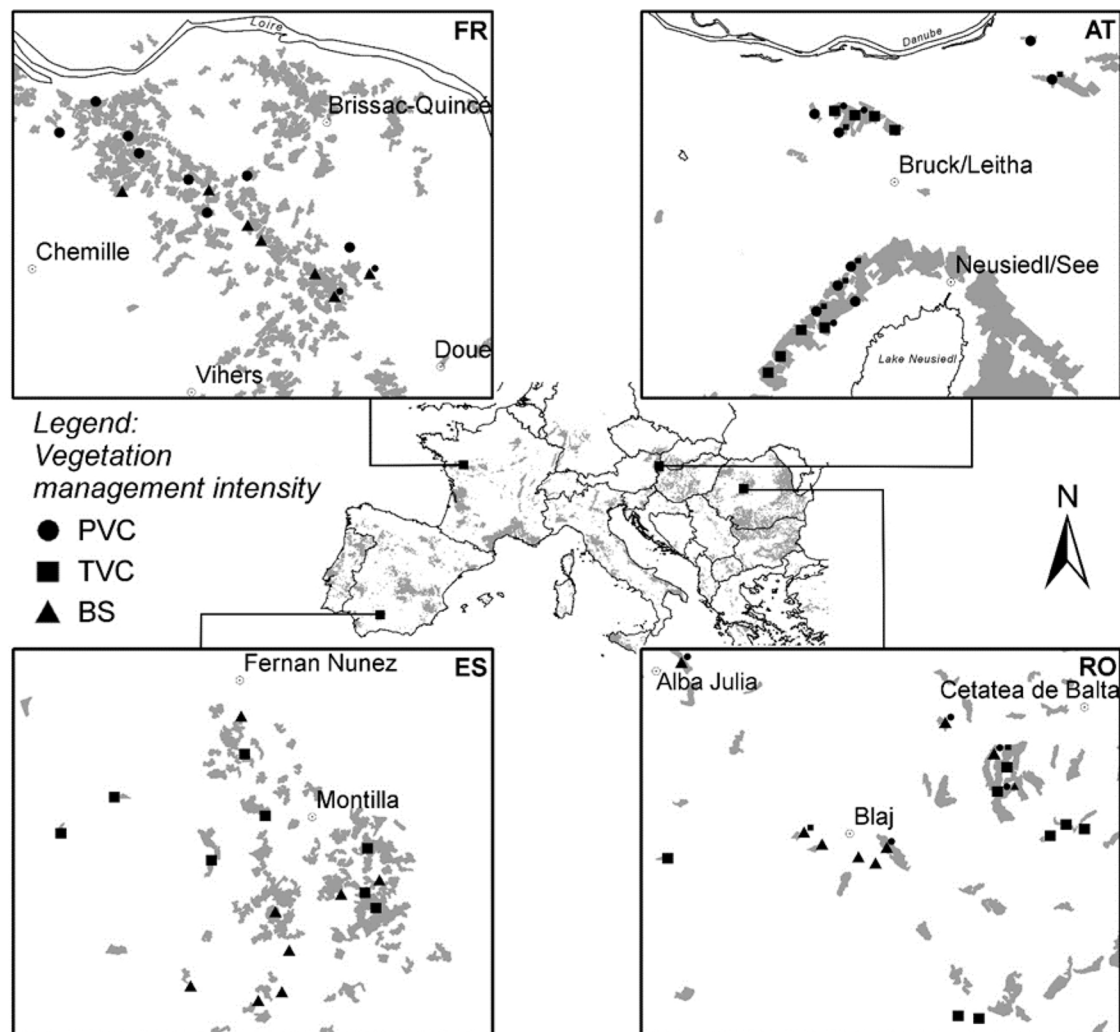 Loire
FR
Brissac-Quincé
Chemille
Doue
Vihers
Danube
AT
Bruck/Leitha
Neusiedl/See
Lake Neusiedl
Legend:
Vegetation
management intensity
PVC
TVC
BS
N
Fernan Nunez
ES
Montilla
RO
Alba Julia
Cetatea de Balta
Blaj